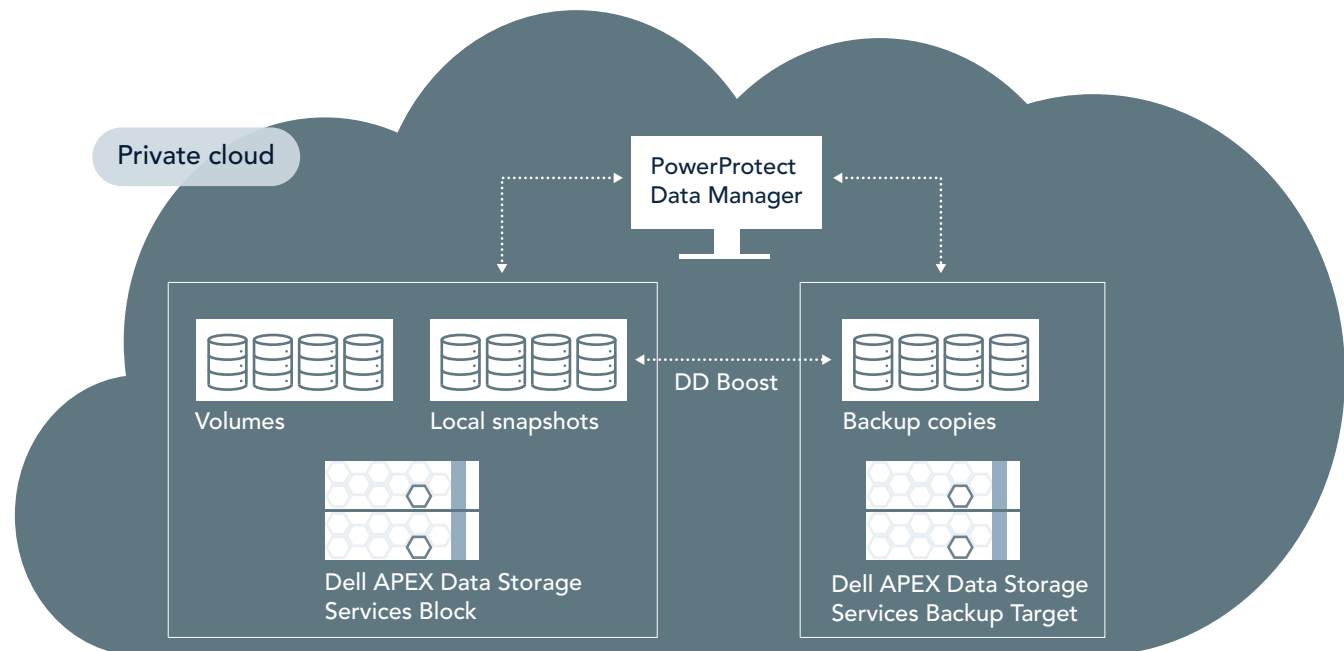 Private cloud
PowerProtect
Data Manager
Volumes
Local snapshots
DD Boost
Backup copies
Dell APEX Data Storage
Services Block
Dell APEX Data Storage
Services Backup Target